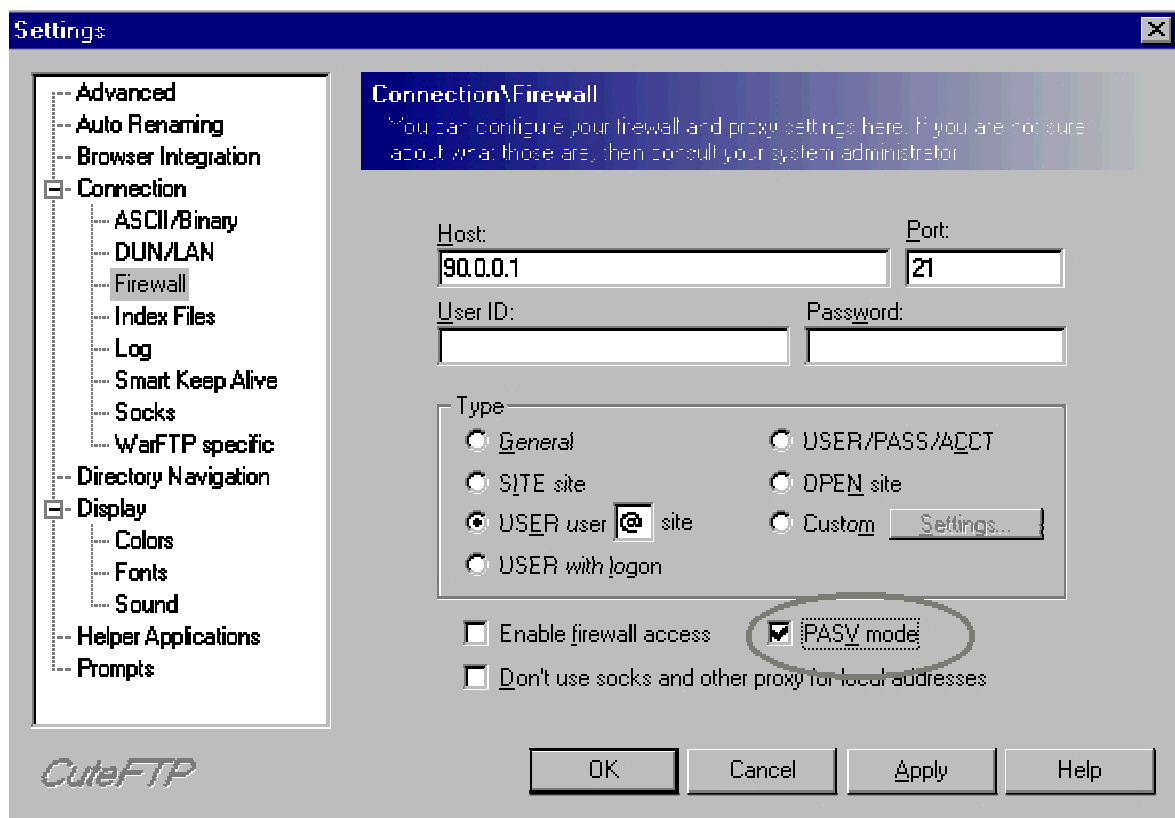 Settings
Advanced
Auto Renaming
Browser Integration
Connection
ASCII/Binary
DUN/LAN
Firewall
Index Files
Log
Smart Keep Alive
Socks
WarFTP specific
Directory Navigation
Display
Colors
Fonts
Sound
Helper Applications
Prompts
CuteFTP
Connection\Firewall
You can configure your firewall and proxy settings here. If you are not sure
about what those are, then consult your system administrator
Host:
Port:
90.0.0.1
21
User ID:
Password:
Type
General
USER/PASS/ACCT
SITE site
OPEN site
USER user @ site
Custom Settings...
USER with logon
Enable firewall access
PASV mode
Don't use socks and other proxy for local addresses
OK
Cancel
Apply
Help